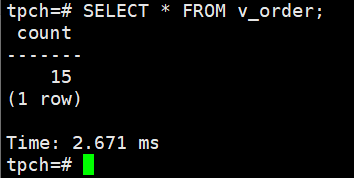 tpch=# SELECT * FROM v_order;
 count
-------
    15
(1 row)

Time: 2.671 ms
tpch=#